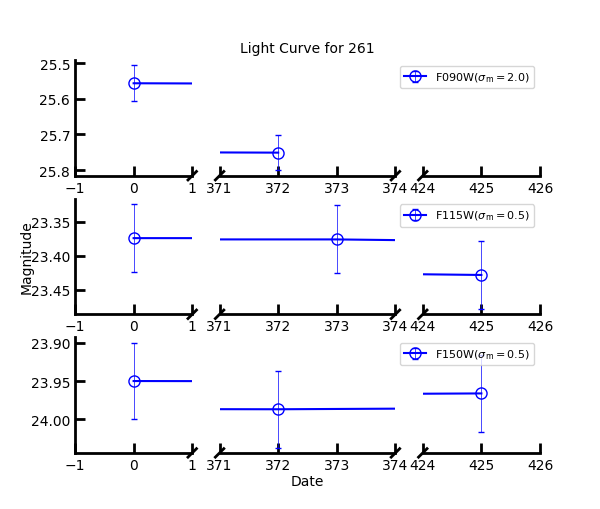 Light Curve for 261
25.5
25.6
25.7
25.8
F090W(σm = 2.0)
−1 0 1 371 372 373 374 424 425 426
23.35
23.40
23.45
F115W(σm = 0.5)
−1 0 1 371 372 373 374 424 425 426
Magnitude
23.90
23.95
24.00
F150W(σm = 0.5)
−1 0 1 371 372 373 374 424 425 426
Date